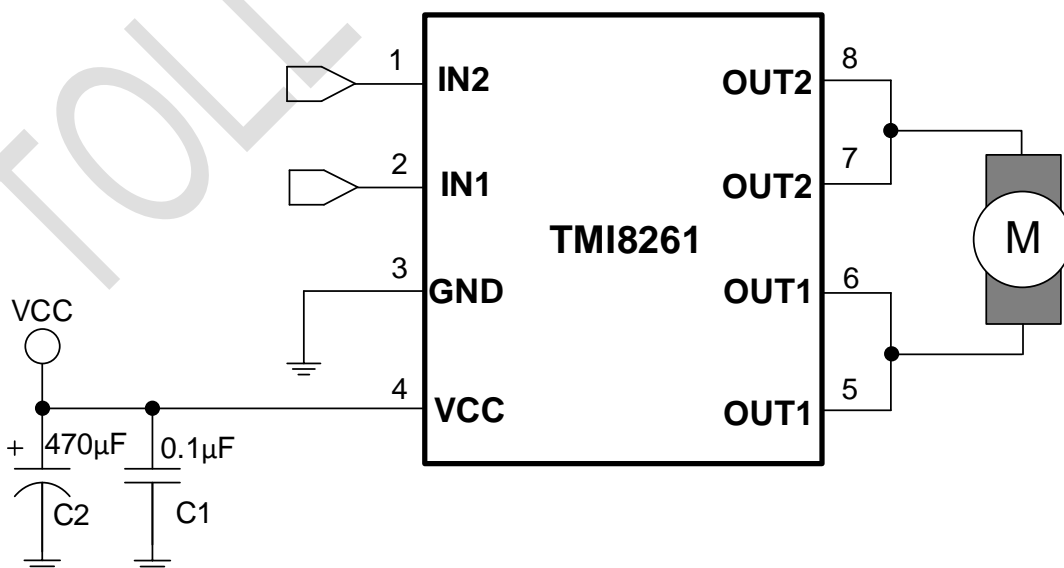 TOLL
1
IN2
OUT2
8
2
IN1
OUT2
7
TMI8261
M
3
GND
OUT1
6
VCC
4
VCC
OUT1
5
+
470µF
0.1µF
C2
C1